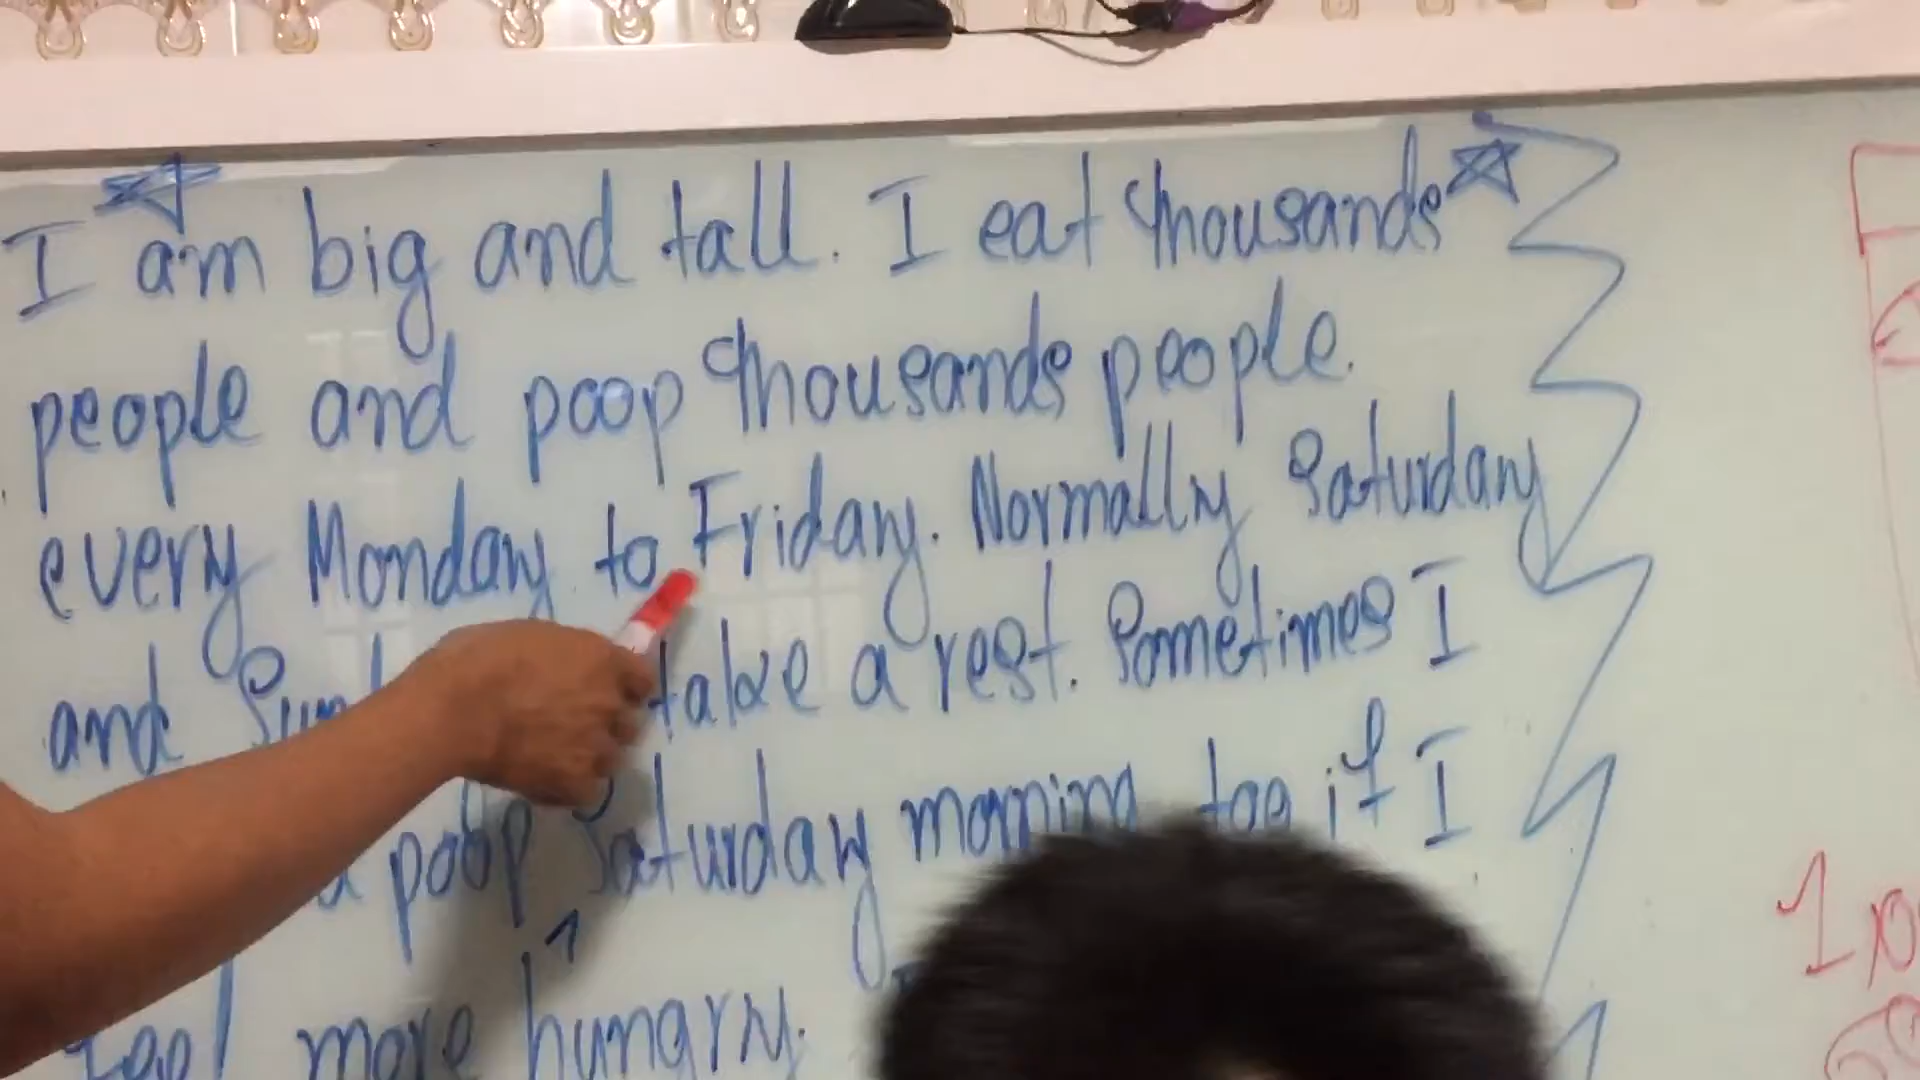 I am big and tall. I eat thousands
people and poop thousands people.
every Monday to Friday. Normally Saturday
and take a rest. Sometimes I
poop Saturday morning too if I
feel more hungry.
1